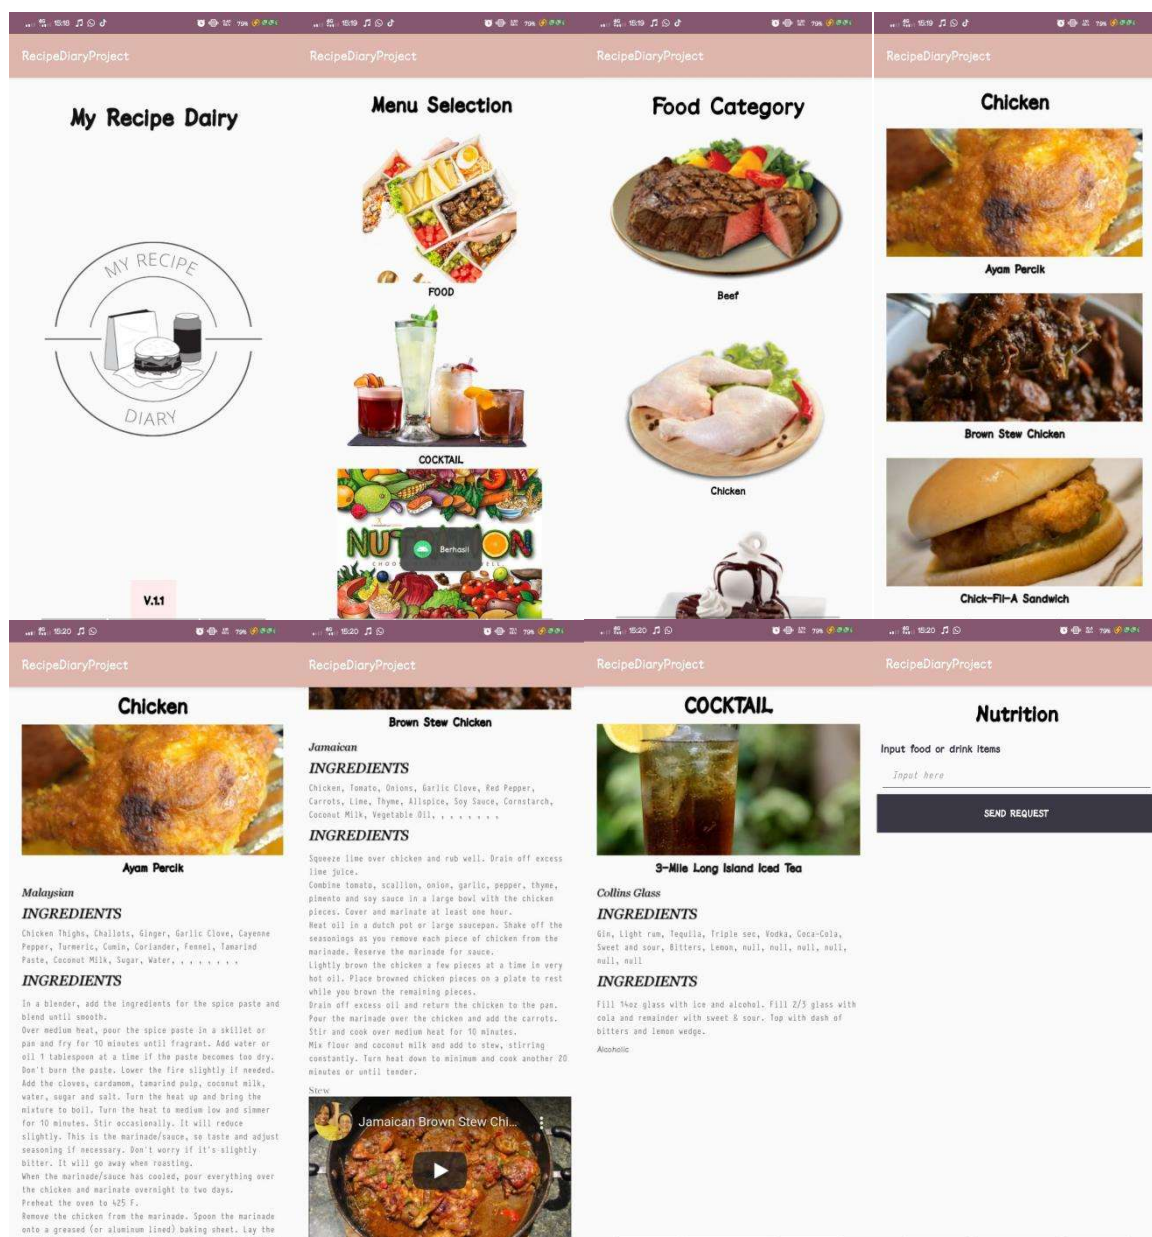 15:18
79%
RecipeDiaryProject
My Recipe Dairy
MY RECIPE
DIARY
V.1.1
15:19
79%
RecipeDiaryProject
Menu Selection
FOOD
COCKTAIL
Berhasil
15:19
79%
RecipeDiaryProject
Food Category
Beef
Chicken
15:19
79%
RecipeDiaryProject
Chicken
Ayam Percik
Brown Stew Chicken
Chick-Fil-A Sandwich
15:20
79%
RecipeDiaryProject
Chicken
Ayam Percik
Malaysian
INGREDIENTS
Chicken Thighs, Challots, Ginger, Garlic Clove, Cayenne
Pepper, Turmeric, Cumin, Coriander, Fennel, Tamarind
Paste, Coconut Milk, Sugar, Water, , , , , , ,
INGREDIENTS
In a blender, add the ingredients for the spice paste and
blend until smooth.
Over medium heat, pour the spice paste in a skillet or
pan and fry for 10 minutes until fragrant. Add water or
oil 1 tablespoon at a time if the paste becomes too dry.
Don't burn the paste. Lower the fire slightly if needed.
Add the cloves, cardamom, tamarind pulp, coconut milk,
water, sugar and salt. Turn the heat up and bring the
mixture to boil. Turn the heat to medium low and simmer
for 10 minutes. Stir occasionally. It will reduce
slightly. This is the marinade/sauce, so taste and adjust
seasoning if necessary. Don't worry if it's slightly
bitter. It will go away when roasting.
When the marinade/sauce has cooled, pour everything over
the chicken and marinate overnight to two days.
Preheat the oven to 425 F.
Remove the chicken from the marinade. Spoon the marinade
onto a greased (or aluminum lined) baking sheet. Lay the
15:20
79%
RecipeDiaryProject
Brown Stew Chicken
Jamaican
INGREDIENTS
Chicken, Tomato, Onions, Garlic Clove, Red Pepper,
Carrots, Lime, Thyme, Allspice, Soy Sauce, Cornstarch,
Coconut Milk, Vegetable Oil, , , , , , , ,
INGREDIENTS
Squeeze lime over chicken and rub well. Drain off excess
lime juice.
Combine tomato, scallion, onion, garlic, pepper, thyme,
pimento and soy sauce in a large bowl with the chicken
pieces. Cover and marinate at least one hour.
Heat oil in a dutch pot or large saucepan. Shake off the
seasonings as you remove each piece of chicken from the
marinade. Reserve the marinade for sauce.
Lightly brown the chicken a few pieces at a time in very
hot oil. Place browned chicken pieces on a plate to rest
while you brown the remaining pieces.
Drain off excess oil and return the chicken to the pan.
Pour the marinade over the chicken and add the carrots.
Stir and cook over medium heat for 10 minutes.
Mix flour and coconut milk and add to stew, stirring
constantly. Turn heat down to minimum and cook another 20
minutes or until tender.
Stew
Jamaican Brown Stew Chi...
15:20
79%
RecipeDiaryProject
COCKTAIL
3-Mile Long Island Iced Tea
Collins Glass
INGREDIENTS
Gin, Light rum, Tequila, Triple sec, Vodka, Coca-Cola,
Sweet and sour, Bitters, Lemon, null, null, null, null,
null, null
INGREDIENTS
Fill 14oz glass with ice and alcohol. Fill 2/3 glass with
cola and remainder with sweet & sour. Top with dash of
bitters and lemon wedge.
Alcoholic
15:20
79%
RecipeDiaryProject
Nutrition
Input food or drink items
Input here
SEND REQUEST